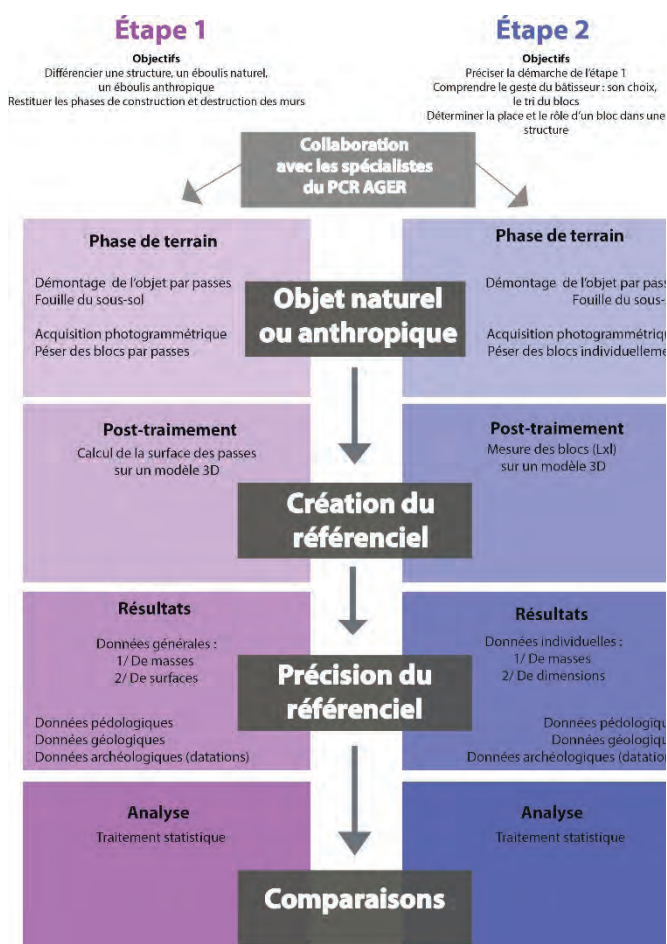 Étape 1
Objectifs
Différencier une structure, un éboulis naturel,
un éboulis anthropique
Restituer les phases de construction et destruction des murs
Étape 2
Objectifs
Préciser la démarche de l'étape 1
Comprendre le geste du bâtisseur : son choix,
le tri du blocs
Déterminer la place et le rôle d'un bloc dans une
structure
Collaboration
avec les spécialistes
du PCR AGER
Phase de terrain
Démontage de l'objet par passes
Fouille du sous-sol
Acquisition photogrammétrique
Péser des blocs par passes
Phase de terrain
Démontage de l'objet par pass
Fouille du sous-
Acquisition photogrammétriqu
Péser des blocs individuelleme
Objet naturel
ou anthropique
Post-traimement
Calcul de la surface des passes
sur un modèle 3D
Post-traimement
Mesure des blocs (Lxl)
sur un modèle 3D
Création du
référenciel
Résultats
Données générales :
1/ De masses
2/ De surfaces
Données pédologiques
Données géologiques
Données archéologiques (datations)
Résultats
Données individuelles :
1/ De masses
2/ De dimensions
Données pédologiqu
Données géologiqu
Données archéologiques (datation
Précision du
référenciel
Analyse
Traitement statistique
Analyse
Traitement statistique
Comparaisons